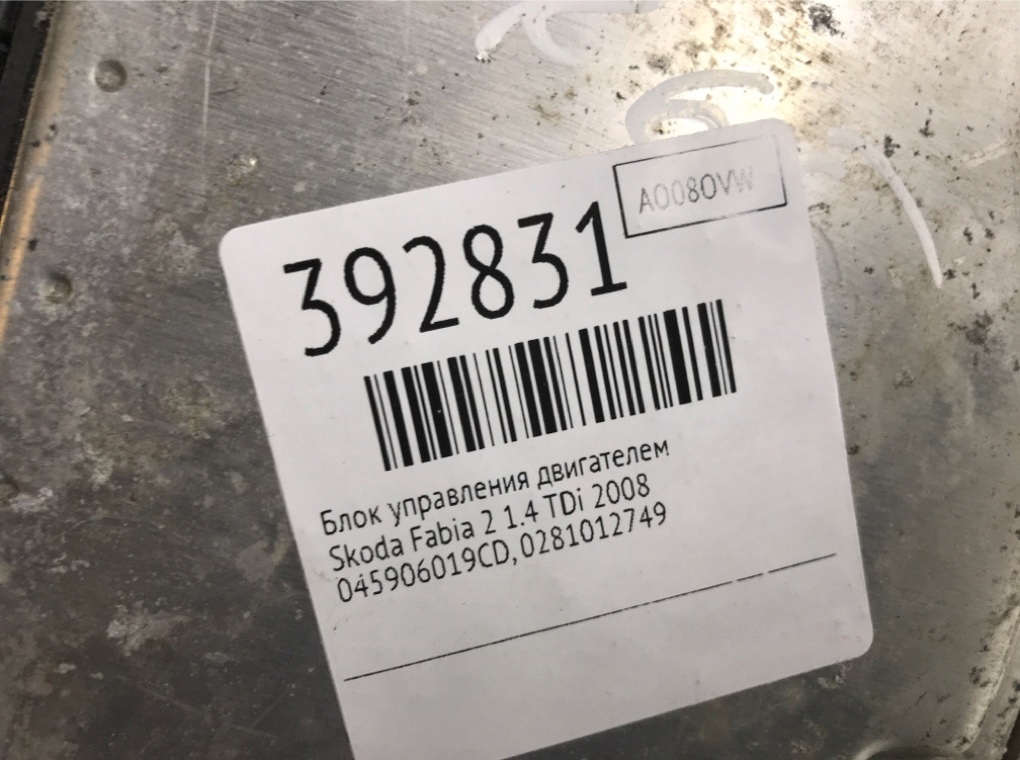 A0080VW
392831
Блок управления двигателем
Skoda Fabia 2 1.4 TDi 2008
045906019CD, 0281012749